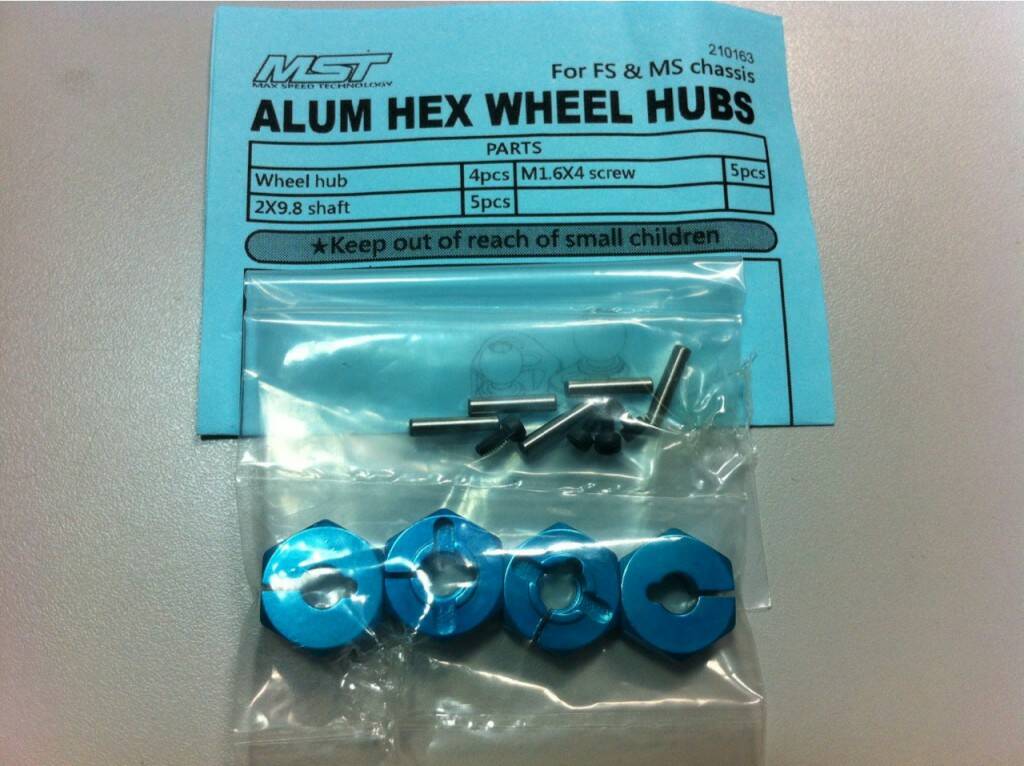 MST
MAX SPEED TECHNOLOGY
210163
For FS & MS chassis
ALUM HEX WHEEL HUBS
PARTS
Wheel hub 4pcs M1.6X4 screw 5pcs
2X9.8 shaft 5pcs
★Keep out of reach of small children